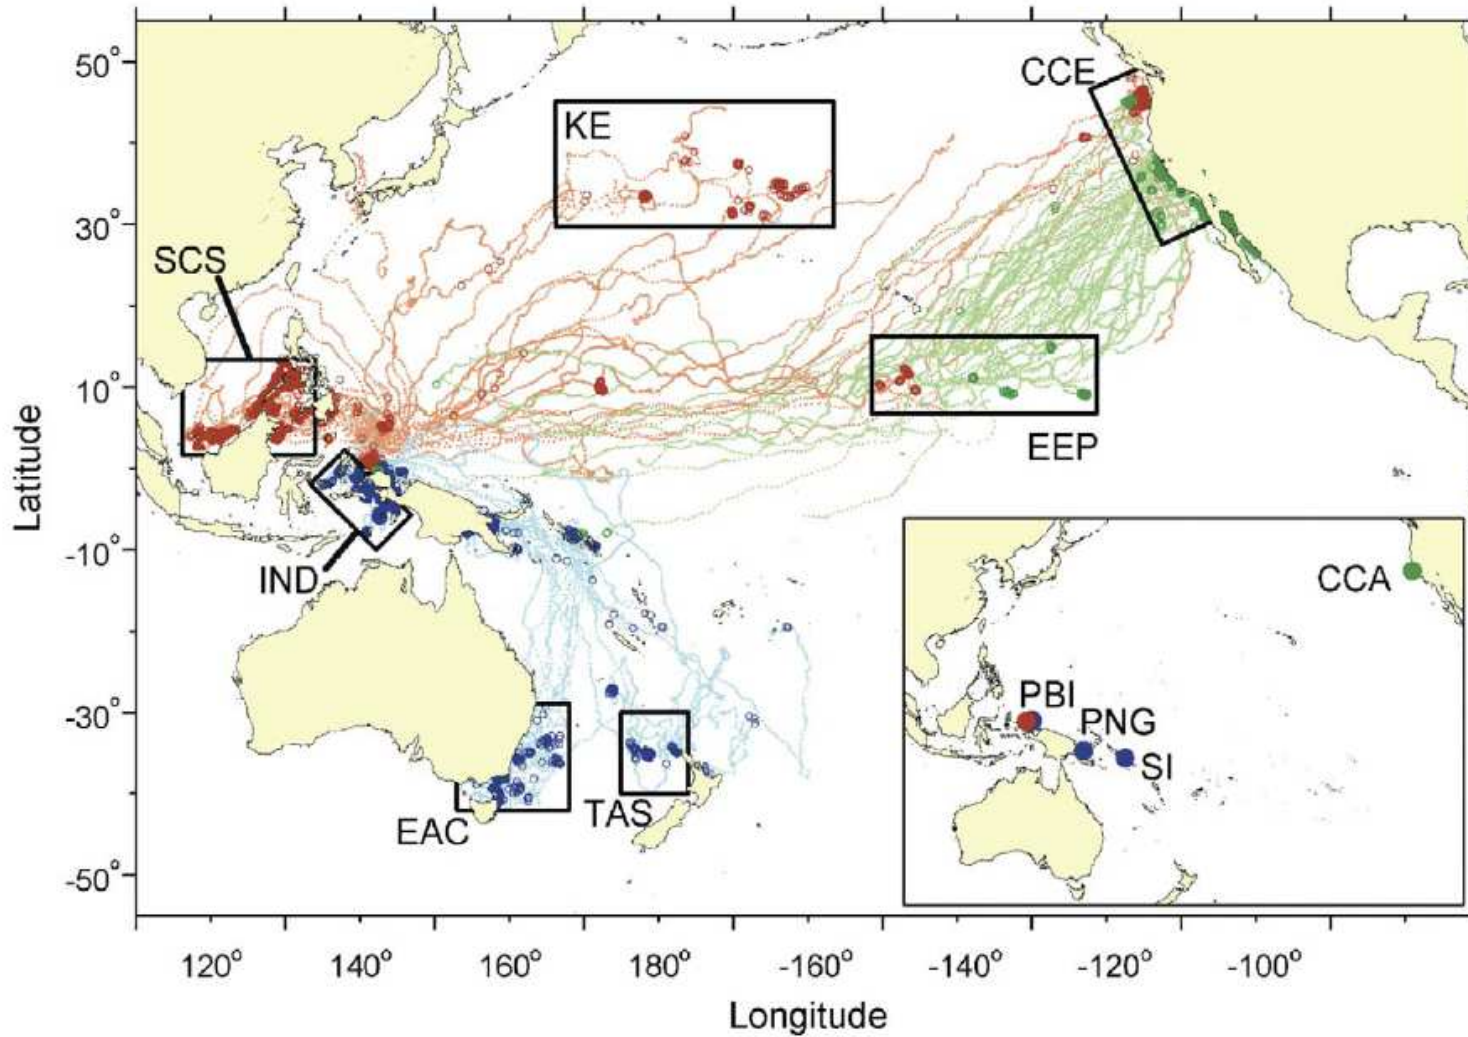 50°
30°
10°
-10°
-30°
-50°
Latitude
SCS
KE
CCE
EEP
IND
EAC
TAS
CCA
PBI
PNG
SI
120° 140° 160° 180° -160° -140° -120° -100°
Longitude